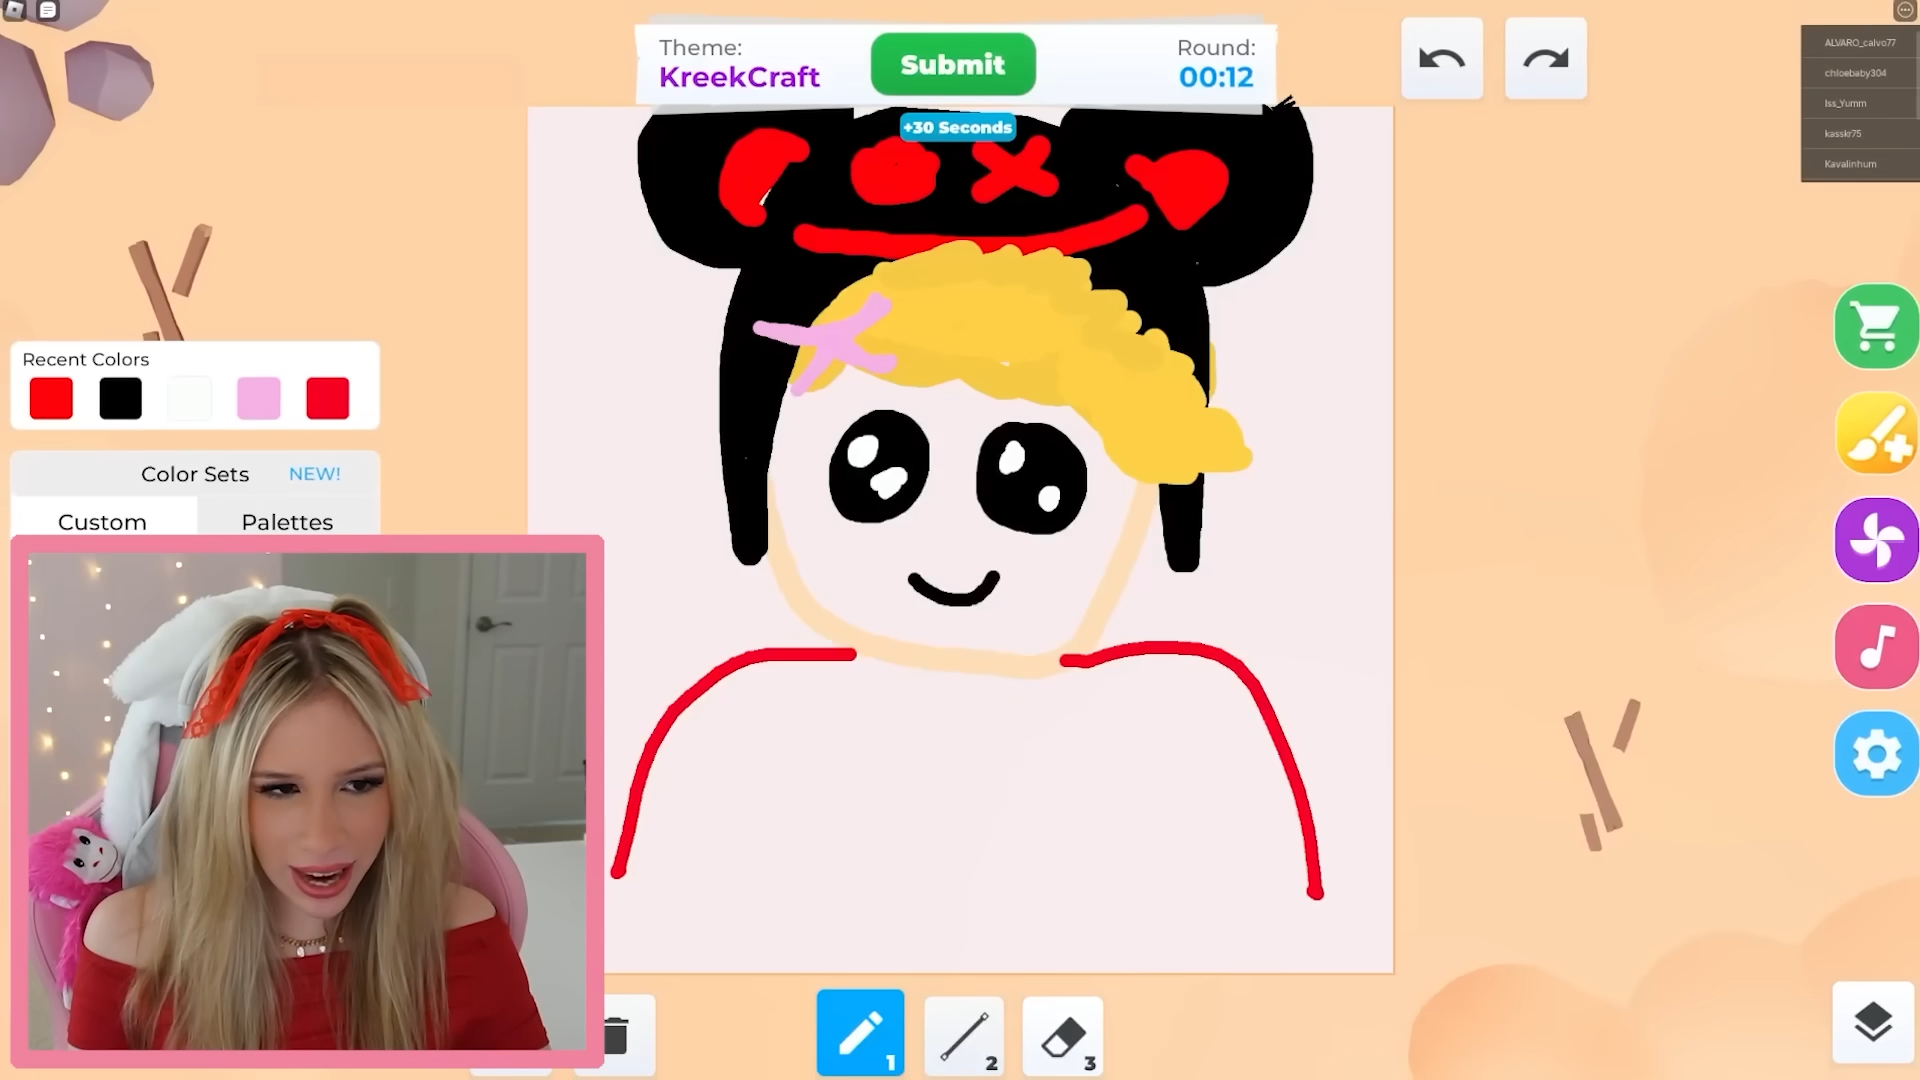 Theme:
KreekCraft
Submit
Round:
00:12
+30 Seconds
ALVARO_calvo77
chloebaby304
Iss_Yumm
kasskr75
Kavalinhum
Recent Colors
Color Sets NEW!
Custom Palettes
1
2
3